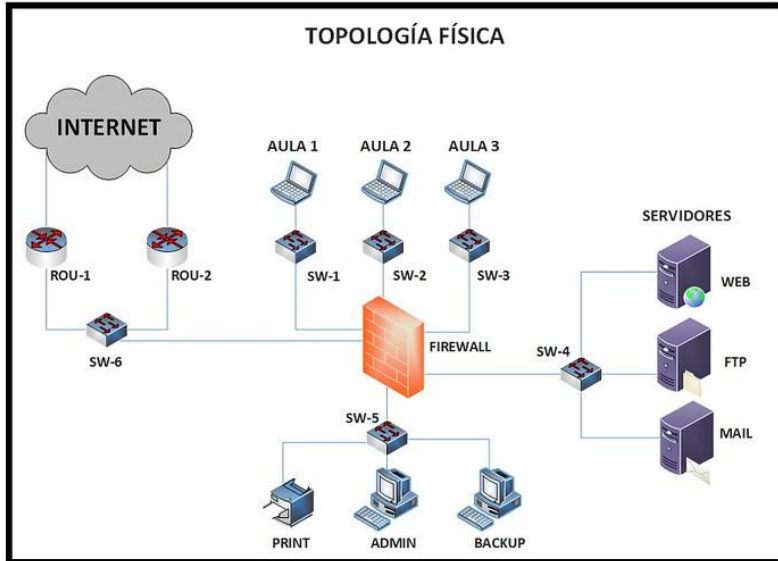 TOPOLOGÍA FÍSICA
INTERNET
AULA 1
AULA 2
AULA 3
SERVIDORES
ROU-1
ROU-2
SW-1
SW-2
SW-3
WEB
SW-6
FIREWALL
SW-4
FTP
SW-5
MAIL
PRINT
ADMIN
BACKUP